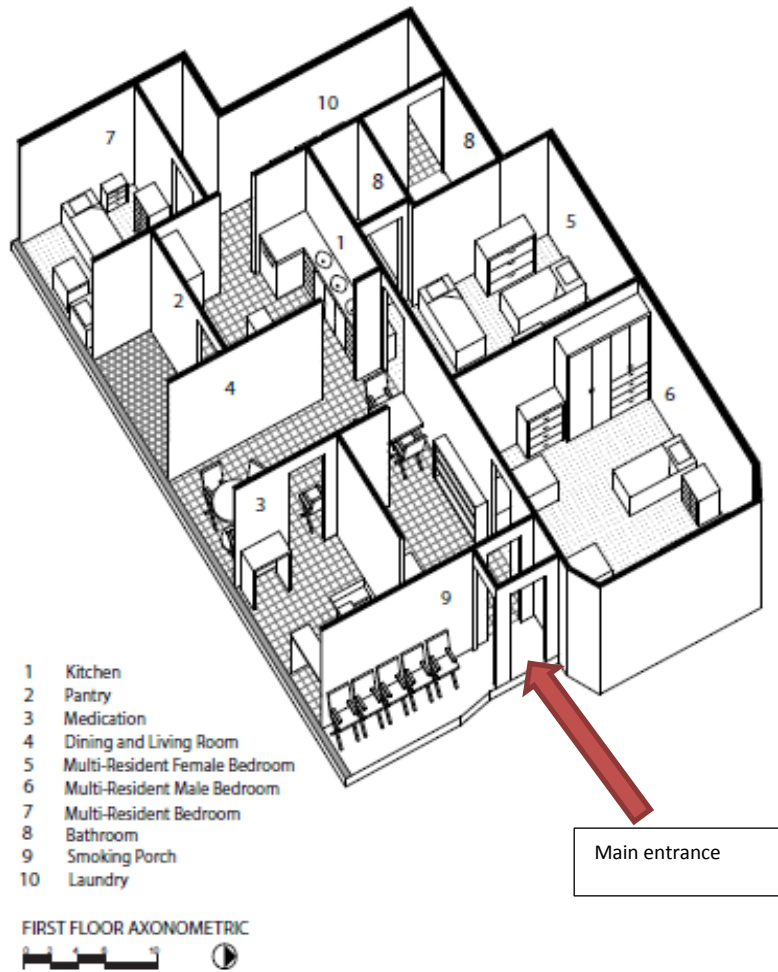 10
7
8
8
5
1
2
4
6
3
9
1 Kitchen
2 Pantry
3 Medication
4 Dining and Living Room
5 Multi-Resident Female Bedroom
6 Multi-Resident Male Bedroom
7 Multi-Resident Bedroom
8 Bathroom
9 Smoking Porch
10 Laundry
Main entrance
FIRST FLOOR AXONOMETRIC